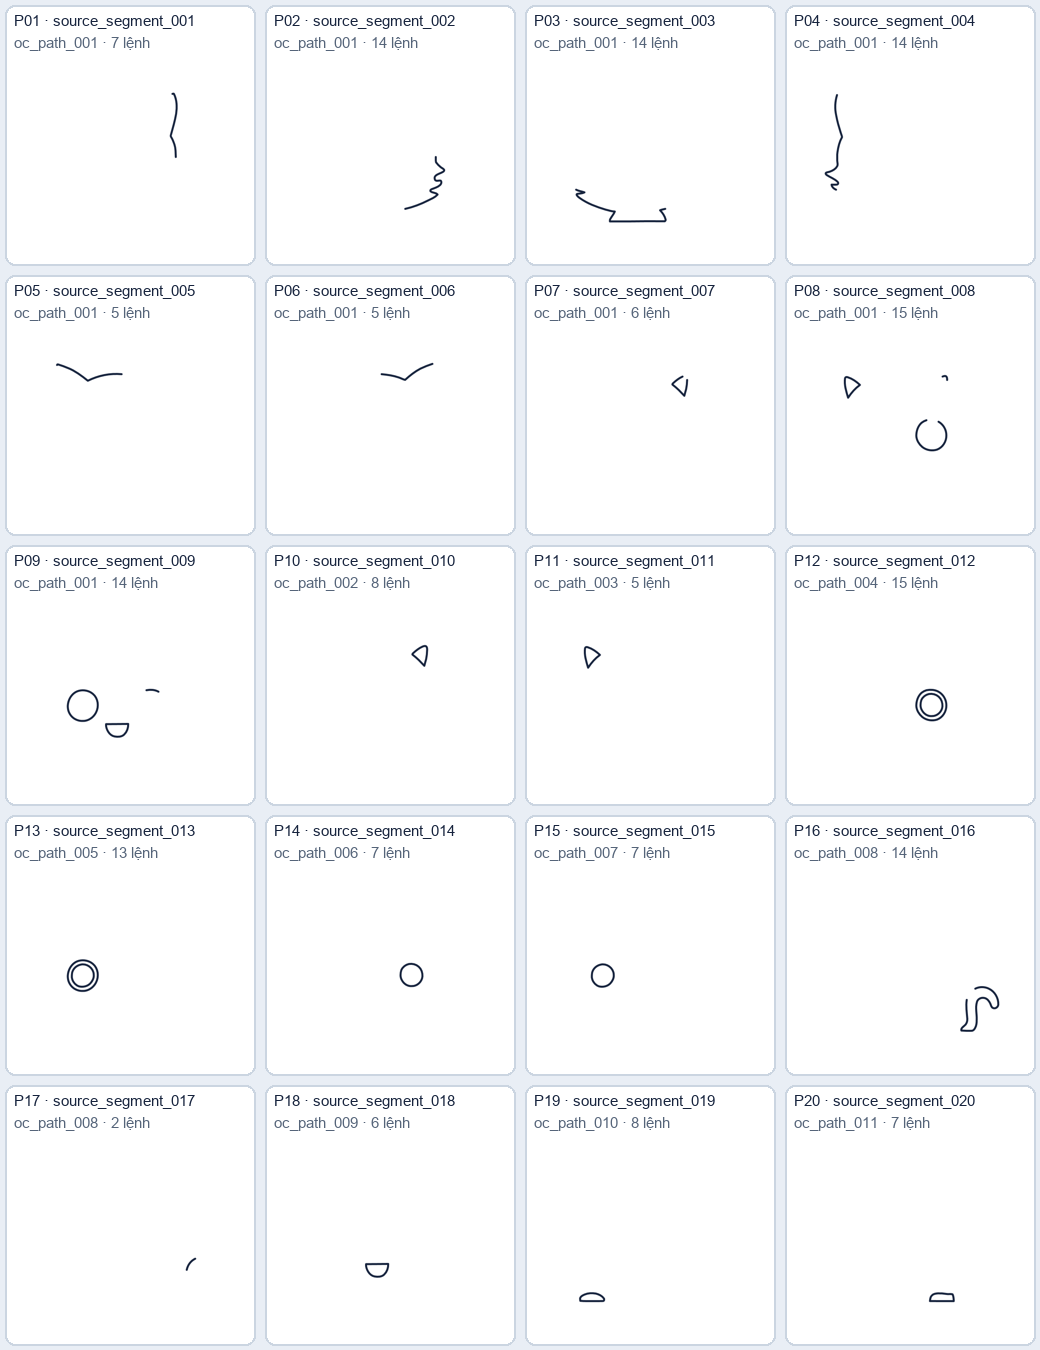 P01 · source_segment_001
oc_path_001 · 7 lệnh
P02 · source_segment_002
oc_path_001 · 14 lệnh
P03 · source_segment_003
oc_path_001 · 14 lệnh
P04 · source_segment_004
oc_path_001 · 14 lệnh
P05 · source_segment_005
oc_path_001 · 5 lệnh
P06 · source_segment_006
oc_path_001 · 5 lệnh
P07 · source_segment_007
oc_path_001 · 6 lệnh
P08 · source_segment_008
oc_path_001 · 15 lệnh
P09 · source_segment_009
oc_path_001 · 14 lệnh
P10 · source_segment_010
oc_path_002 · 8 lệnh
P11 · source_segment_011
oc_path_003 · 5 lệnh
P12 · source_segment_012
oc_path_004 · 15 lệnh
P13 · source_segment_013
oc_path_005 · 13 lệnh
P14 · source_segment_014
oc_path_006 · 7 lệnh
P15 · source_segment_015
oc_path_007 · 7 lệnh
P16 · source_segment_016
oc_path_008 · 14 lệnh
P17 · source_segment_017
oc_path_008 · 2 lệnh
P18 · source_segment_018
oc_path_009 · 6 lệnh
P19 · source_segment_019
oc_path_010 · 8 lệnh
P20 · source_segment_020
oc_path_011 · 7 lệnh